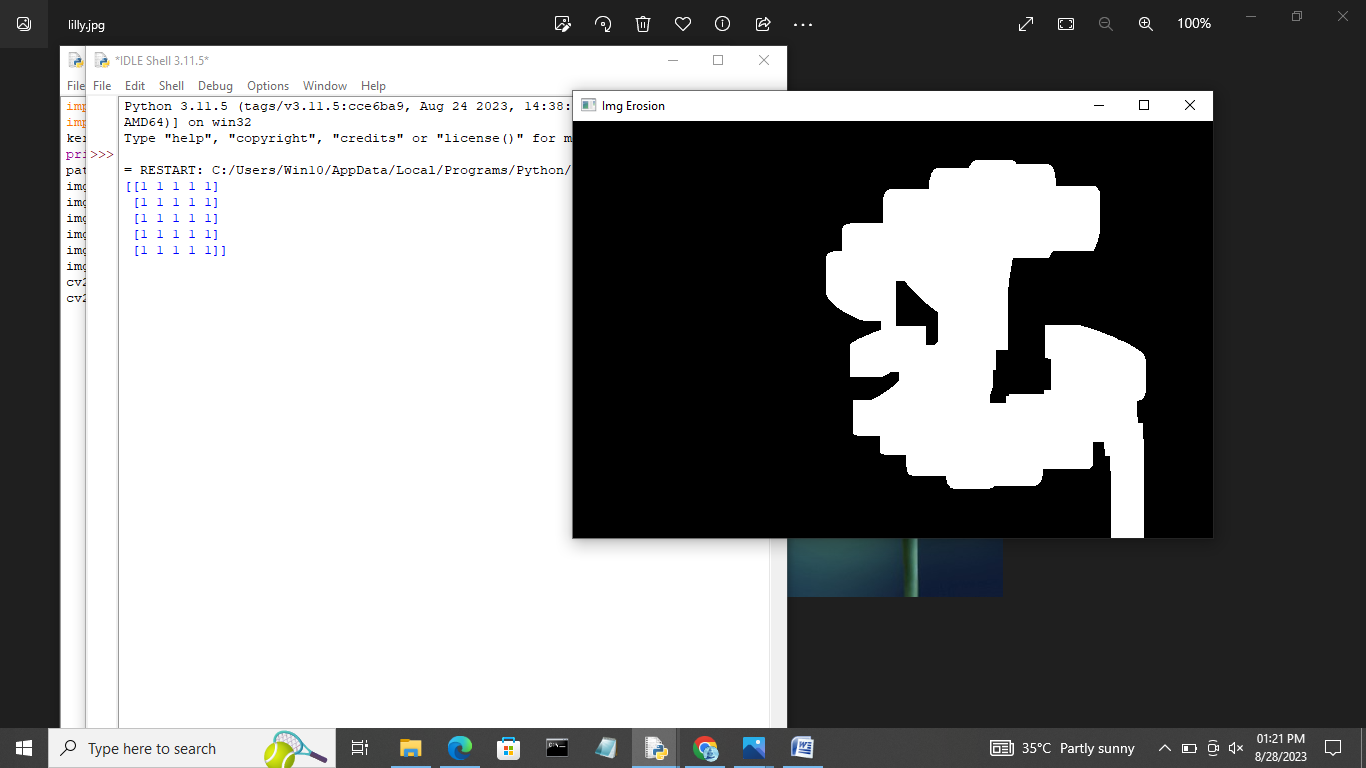 lilly.jpg
100%
*IDLE Shell 3.11.5*
File
File Edit Shell Debug Options Window Help
imp
imp
ker
pri
pat
img
img
img
img
img
img
cv2
cv2
>>>
Python 3.11.5 (tags/v3.11.5:cce6ba9, Aug 24 2023, 14:38:
AMD64)] on win32
Type "help", "copyright", "credits" or "license()" for m
= RESTART: C:/Users/Win10/AppData/Local/Programs/Python/
[[1 1 1 1 1]
[1 1 1 1 1]
[1 1 1 1 1]
[1 1 1 1 1]
[1 1 1 1 1]]
Img Erosion
Type here to search
35°C Partly sunny
01:21 PM
8/28/2023